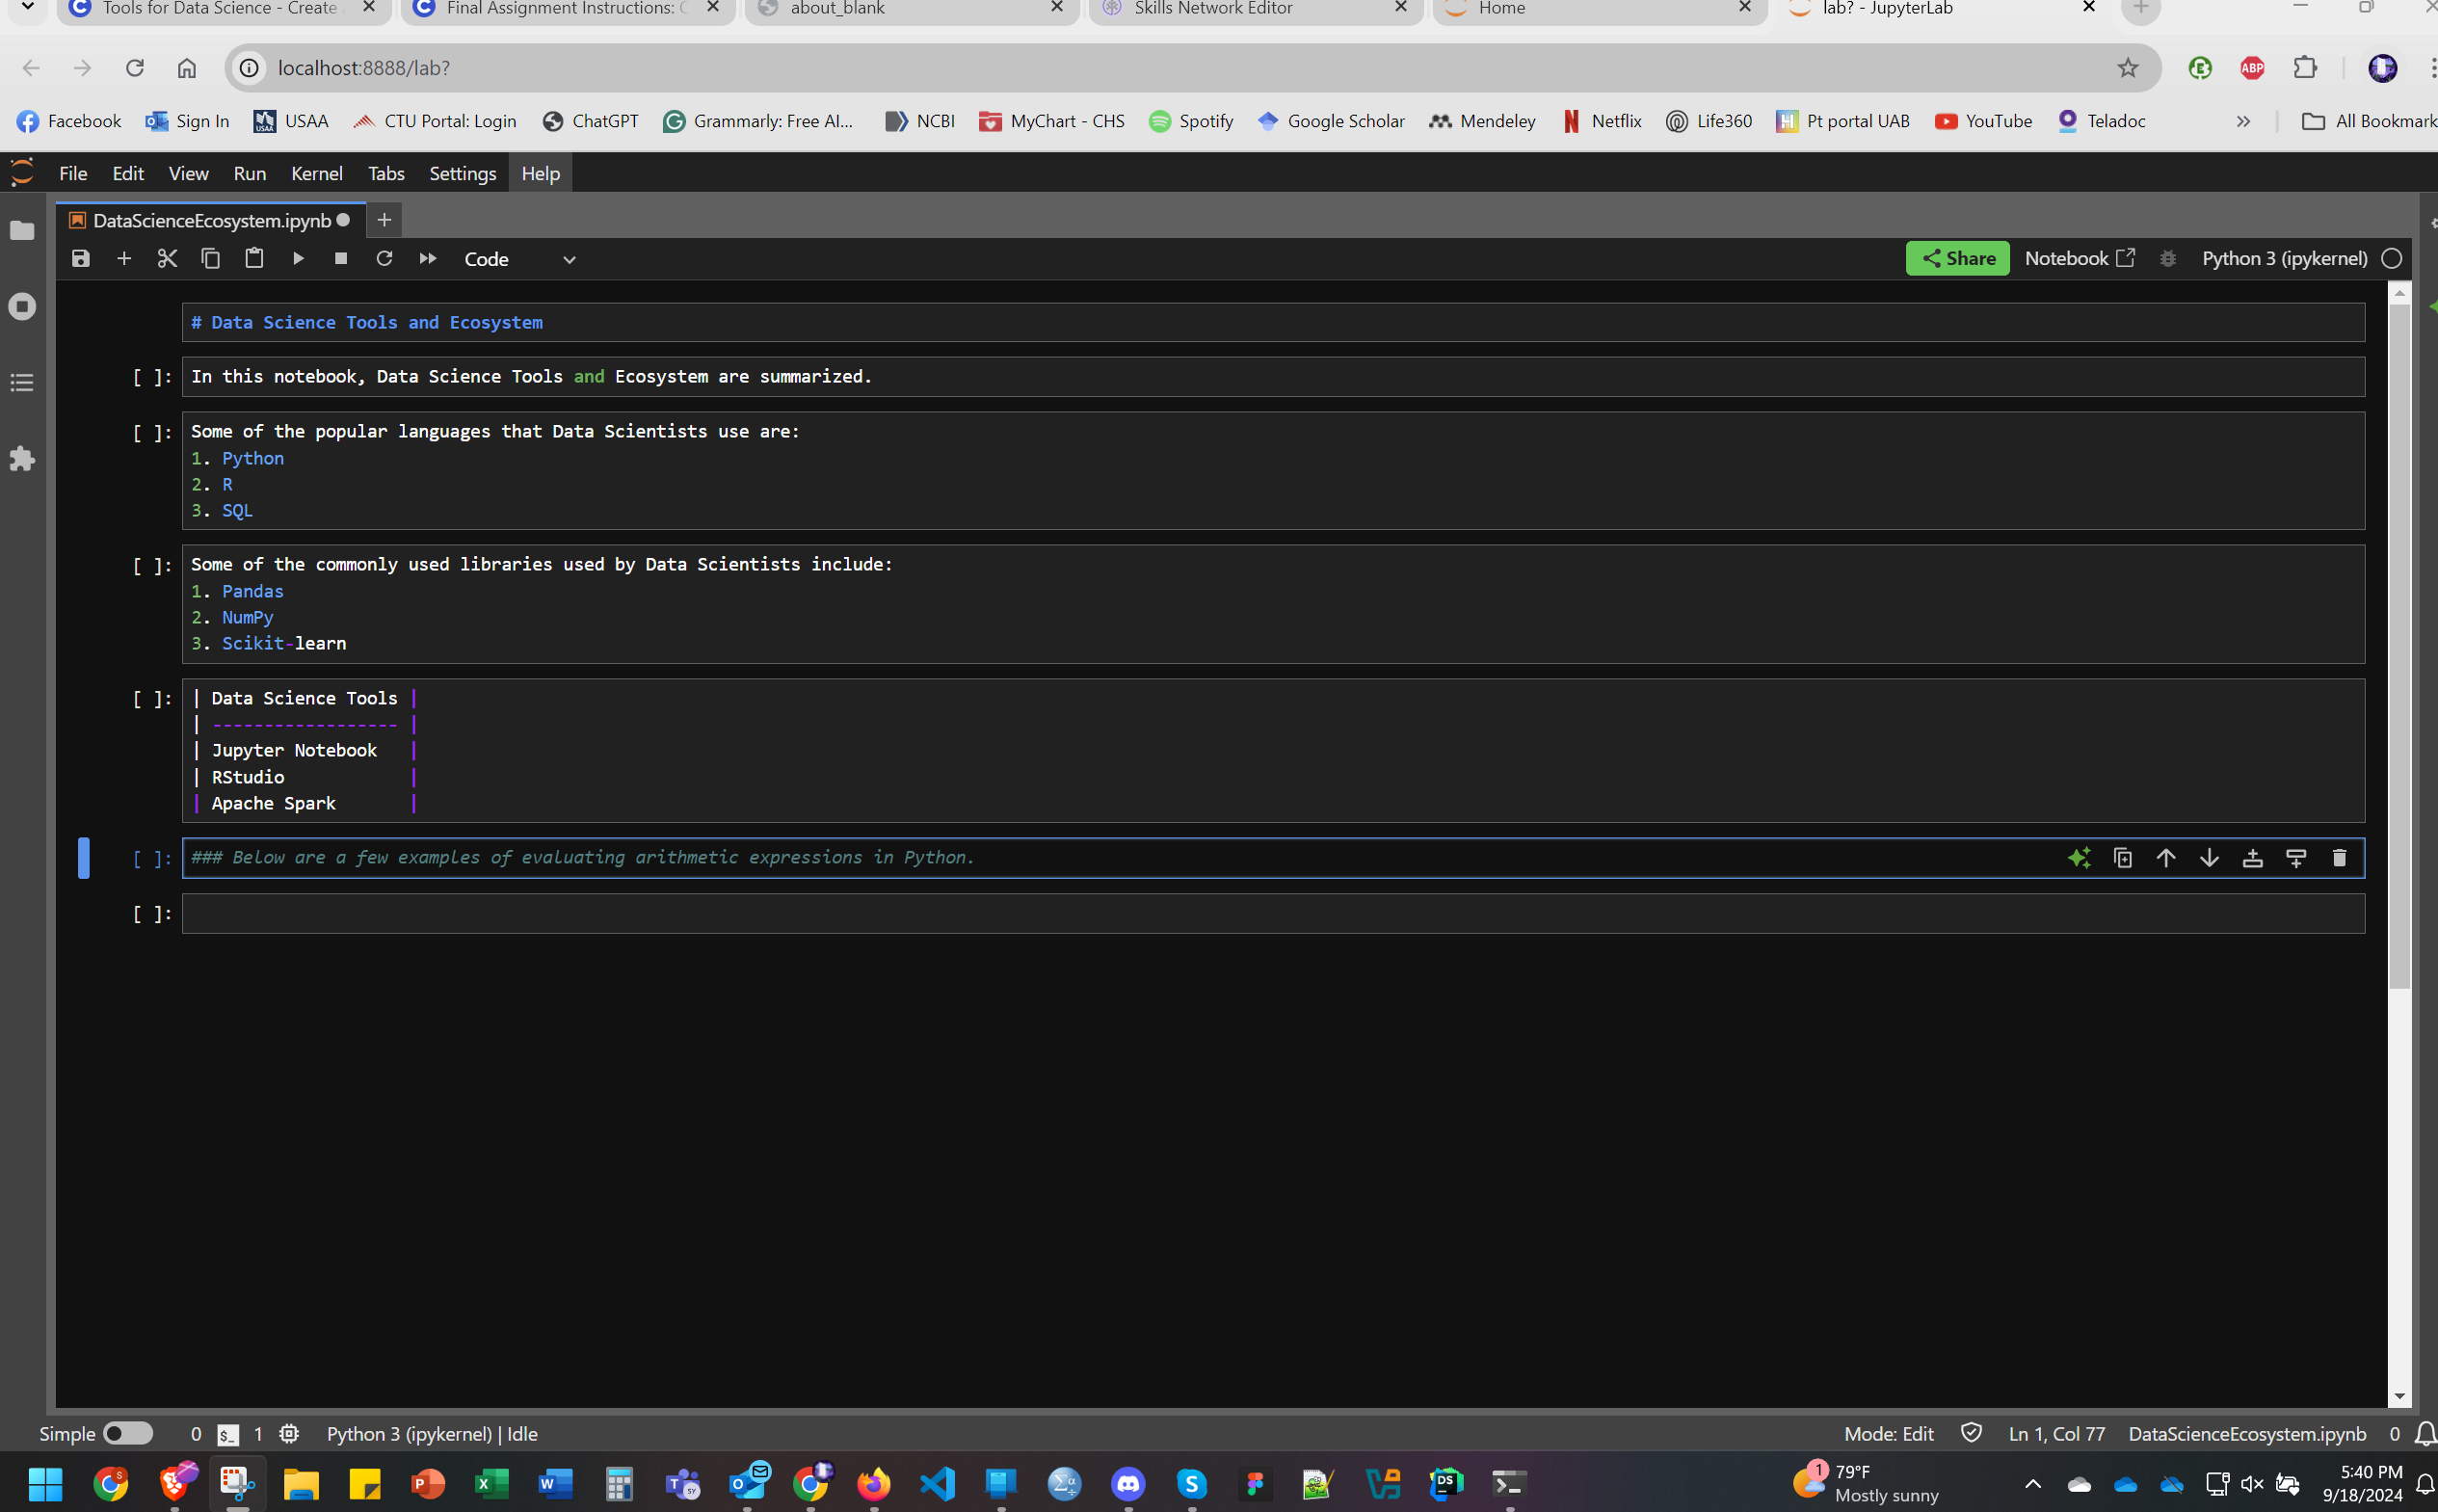 Tools for Data Science - Create
Final Assignment Instructions: C
about_blank
Skills Network Editor
Home
lab? - JupyterLab
localhost:8888/lab?
ABP
Facebook
Sign In
USAA
CTU Portal: Login
ChatGPT
Grammarly: Free AI...
NCBI
MyChart - CHS
Spotify
Google Scholar
Mendeley
Netflix
Life360
Pt portal UAB
YouTube
Teladoc
»
All Bookmark
File Edit View Run Kernel Tabs Settings Help
DataScienceEcosystem.ipynb
Code
Share
Notebook
Python 3 (ipykernel)
# Data Science Tools and Ecosystem
[ ]: In this notebook, Data Science Tools and Ecosystem are summarized.
[ ]: Some of the popular languages that Data Scientists use are:
1. Python
2. R
3. SQL
[ ]: Some of the commonly used libraries used by Data Scientists include:
1. Pandas
2. NumPy
3. Scikit-learn
[ ]: | Data Science Tools |
| ------------------ |
| Jupyter Notebook |
| RStudio |
| Apache Spark |
[ ]: ### Below are a few examples of evaluating arithmetic expressions in Python.
[ ]:
Simple 0 $_ 1 Python 3 (ipykernel) | Idle
Mode: Edit Ln 1, Col 77 DataScienceEcosystem.ipynb 0
1
79°F
Mostly sunny
5:40 PM
9/18/2024